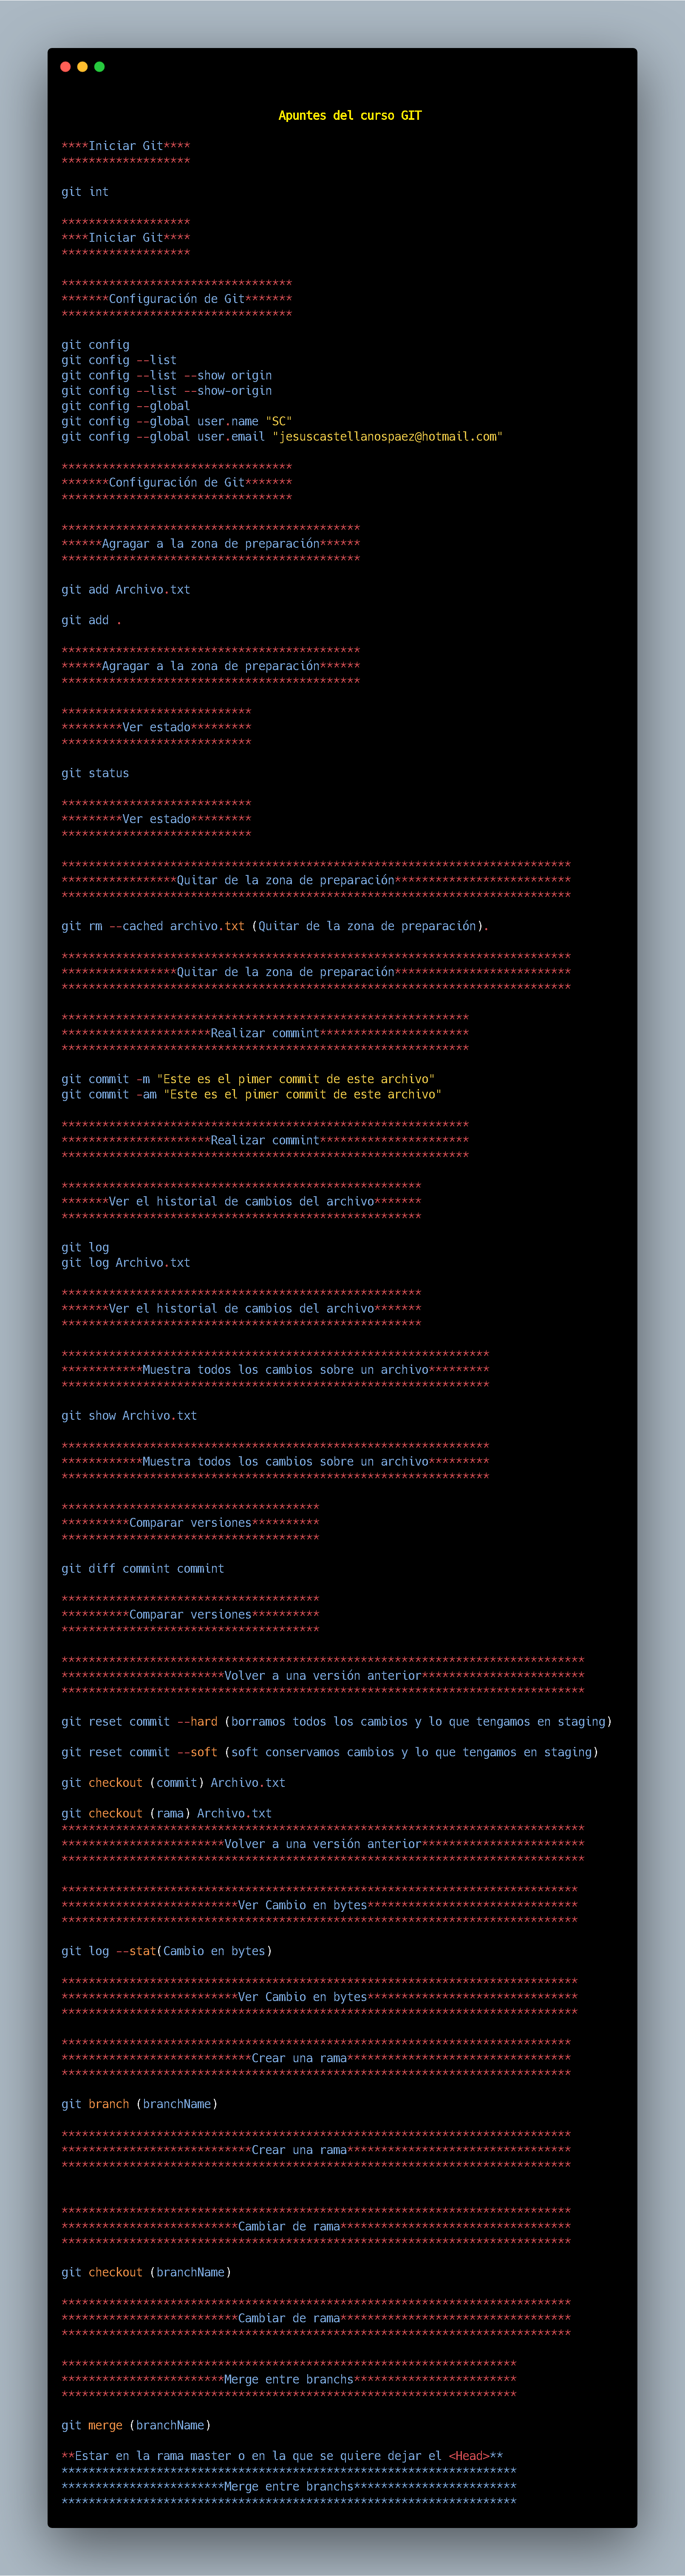 Apuntes del curso GIT
****Iniciar Git****
*******************
git int
*******************
****Iniciar Git****
*******************
**********************************
*******Configuración de Git*******
**********************************
git config
git config --list
git config --list --show origin
git config --list --show-origin
git config --global
git config --global user.name "SC"
git config --global user.email "jesuscastellanospaez@hotmail.com"
**********************************
*******Configuración de Git*******
**********************************
********************************************
******Agragar a la zona de preparación******
********************************************
git add Archivo.txt
git add .
********************************************
******Agragar a la zona de preparación******
********************************************
****************************
*********Ver estado*********
****************************
git status
****************************
*********Ver estado*********
****************************
***************************************************************************
*****************Quitar de la zona de preparación**************************
***************************************************************************
git rm --cached archivo.txt (Quitar de la zona de preparación).
***************************************************************************
*****************Quitar de la zona de preparación**************************
***************************************************************************
************************************************************
**********************Realizar commint**********************
************************************************************
git commit -m "Este es el pimer commit de este archivo"
git commit -am "Este es el pimer commit de este archivo"
************************************************************
**********************Realizar commint**********************
************************************************************
*****************************************************
*******Ver el historial de cambios del archivo*******
*****************************************************
git log
git log Archivo.txt
*****************************************************
*******Ver el historial de cambios del archivo*******
*****************************************************
***************************************************************
************Muestra todos los cambios sobre un archivo*********
***************************************************************
git show Archivo.txt
***************************************************************
************Muestra todos los cambios sobre un archivo*********
***************************************************************
**************************************
**********Comparar versiones**********
**************************************
git diff commint commint
**************************************
**********Comparar versiones**********
**************************************
*****************************************************************************
************************Volver a una versión anterior************************
*****************************************************************************
git reset commit --hard (borramos todos los cambios y lo que tengamos en staging)
git reset commit --soft (soft conservamos cambios y lo que tengamos en staging)
git checkout (commit) Archivo.txt
git checkout (rama) Archivo.txt
*****************************************************************************
************************Volver a una versión anterior************************
*****************************************************************************
****************************************************************************
**************************Ver Cambio en bytes*******************************
****************************************************************************
git log --stat(Cambio en bytes)
****************************************************************************
**************************Ver Cambio en bytes*******************************
****************************************************************************
***************************************************************************
****************************Crear una rama*********************************
***************************************************************************
git branch (branchName)
***************************************************************************
****************************Crear una rama*********************************
***************************************************************************
***************************************************************************
**************************Cambiar de rama**********************************
***************************************************************************
git checkout (branchName)
***************************************************************************
**************************Cambiar de rama**********************************
***************************************************************************
*******************************************************************
************************Merge entre branchs************************
*******************************************************************
git merge (branchName)
**Estar en la rama master o en la que se quiere dejar el <Head>**
*******************************************************************
************************Merge entre branchs************************
*******************************************************************